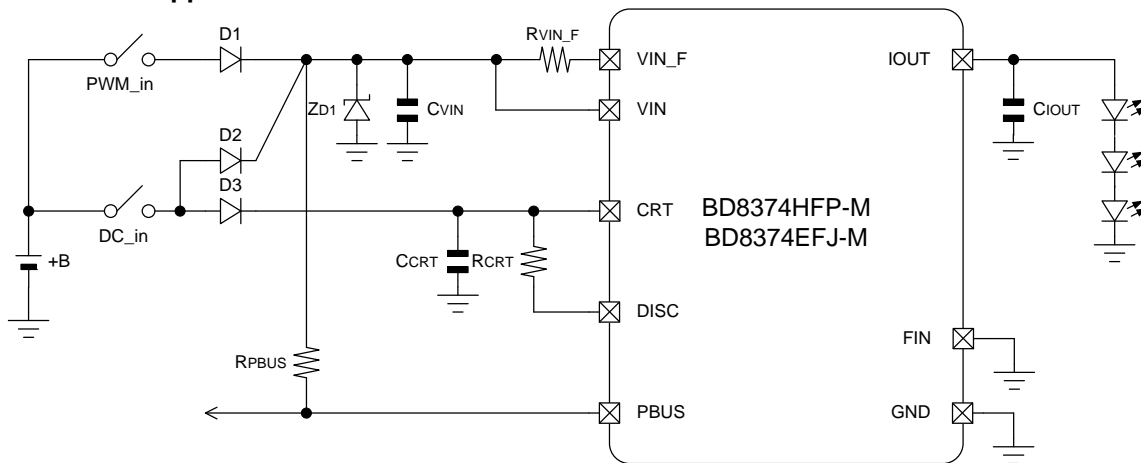 D1
RVIN_F
VIN_F
IOUT
PWM_in
ZD1
CVIN
VIN
CIOUT
D2
D3
CRT
BD8374HFP-M
BD8374EFJ-M
DC_in
+B
CCRT
RCRT
DISC
FIN
RPBUS
PBUS
GND